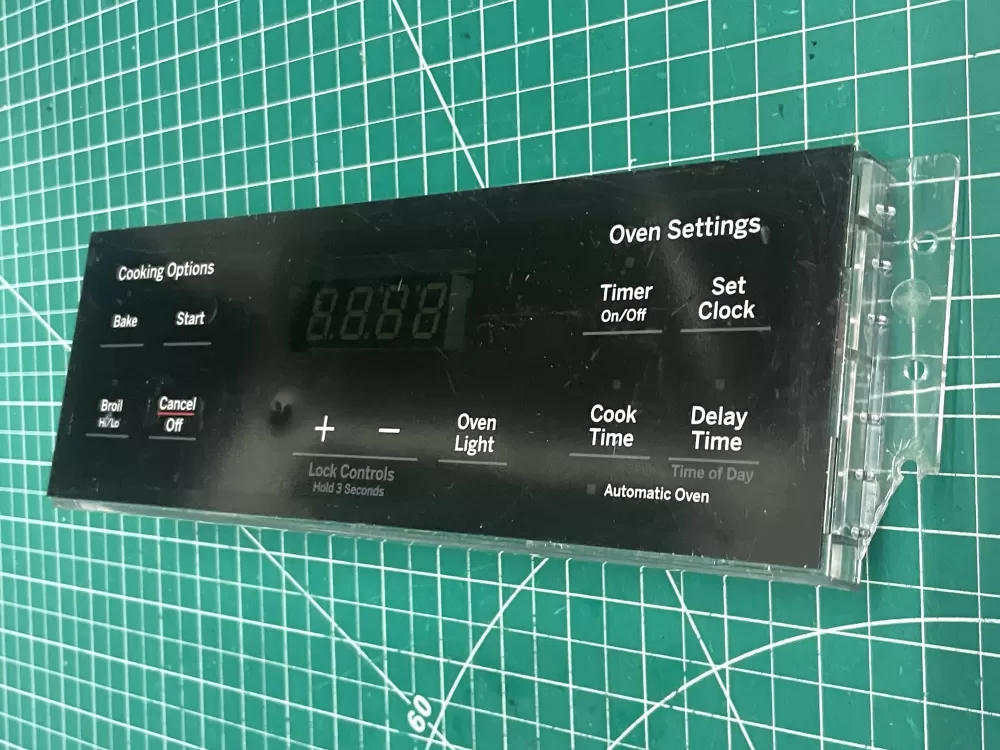 Cooking Options
Bake
Start
Broil
Hi/Lo
Cancel
Off
8.8.8.8
+
−
Lock Controls
Hold 3 Seconds
Oven
Light
Oven Settings
Timer
On/Off
Set
Clock
Cook
Time
Delay
Time
Time of Day
Automatic Oven
60